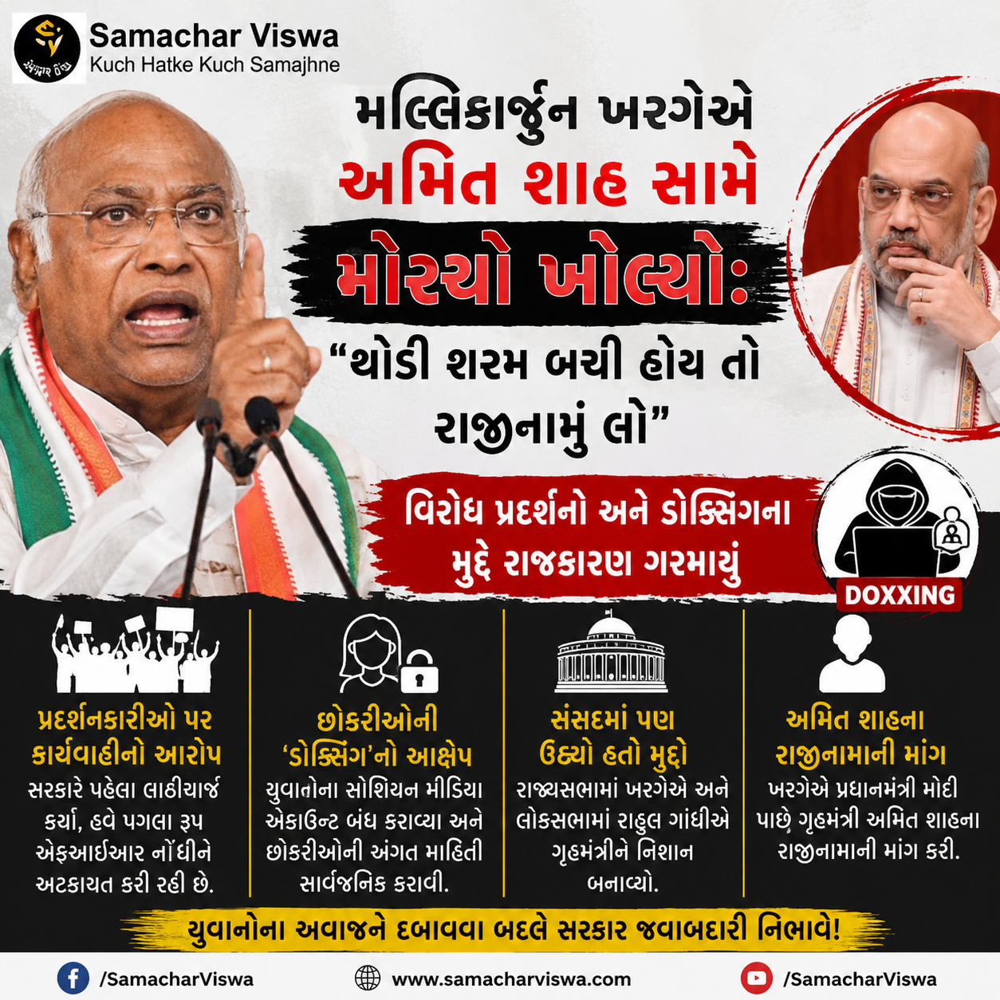 Samachar Viswa
Kuch Hatke Kuch Samajhne
સમાચાર વિશ્વ
મલ્લિકાર્જુન ખરગેએ
અમિત શાહ સામે
મોરચો ખોલ્યો:
“થોડી શરમ બચી હોય તો
રાજીનામું લો”
વિરોધ પ્રદર્શનો અને ડોક્સિંગના
મુદ્દે રાજકારણ ગરમાયું
DOXXING
પ્રદર્શનકારીઓ પર
કાર્યવાહીનો આરોપ
સરકારે પહેલા લાઠીચાર્જ
કર્યા, હવે પગલા રૂપ
એફઆઈઆર નોંધીને
અટકાયત કરી રહી છે.
છોકરીઓની
‘ડોક્સિંગ’નો આક્ષેપ
યુવાનોના સોશિયન મીડિયા
એકાઉન્ટ બંધ કરાવ્યા અને
છોકરીઓની અંગત માહિતી
સાર્વજનિક કરાવી.
સંસદમાં પણ
ઉઠ્યો હતો મુદ્દો
રાજ્યસભામાં ખરગેએ અને
લોકસભામાં રાહુલ ગાંધીએ
ગૃહમંત્રીને નિશાન
બનાવ્યો.
અમિત શાહના
રાજીનામાની માંગ
ખરગેએ પ્રધાનમંત્રી મોદી
પાછે ગૃહમંત્રી અમિત શાહના
રાજીનામાની માંગ કરી.
યુવાનોના અવાજને દબાવવા બદલે સરકાર જવાબદારી નિભાવે!
/SamacharViswa
www.samacharviswa.com
/SamacharViswa